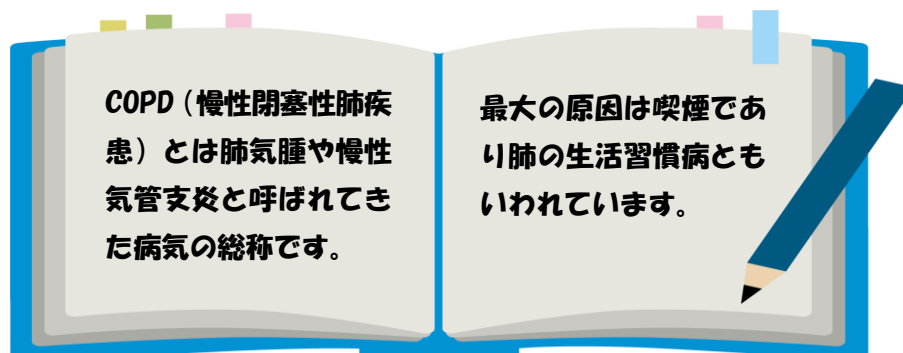 COPD（慢性閉塞性肺疾
患）とは肺気腫や慢性
気管支炎と呼ばれてき
た病気の総称です。
最大の原因は喫煙であ
り肺の生活習慣病とも
いわれています。